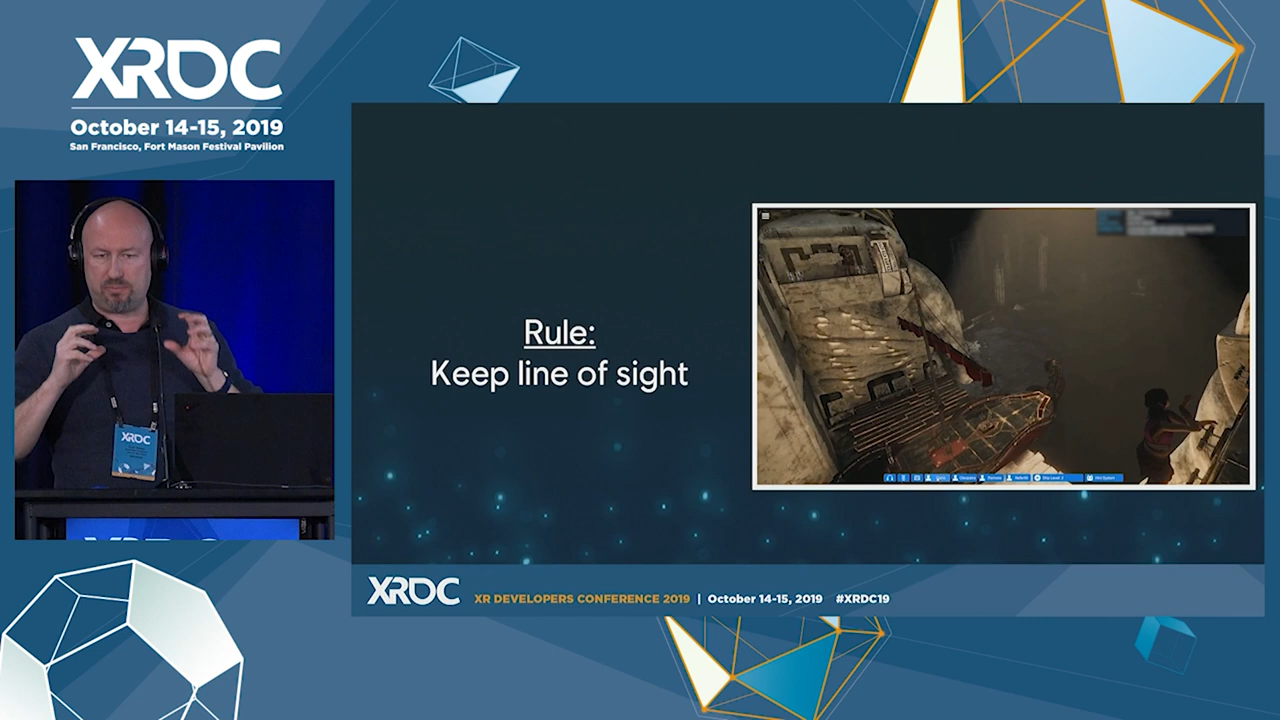 XRDC
October 14-15, 2019
San Francisco, Fort Mason Festival Pavilion
XRDC
Rule:
Keep line of sight
XRDC
XR DEVELOPERS CONFERENCE 2019 | October 14-15, 2019 #XRDC19